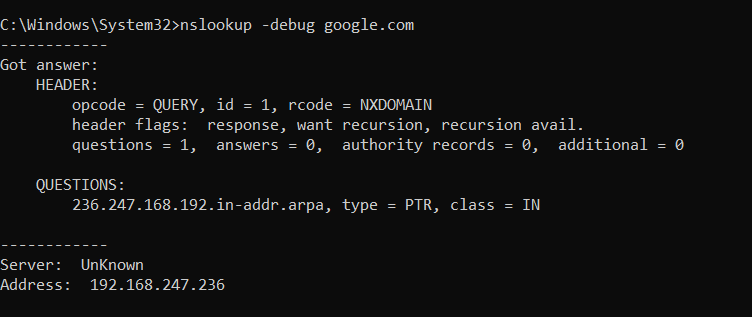 C:\Windows\System32>nslookup -debug google.com
------------
Got answer:
    HEADER:
        opcode = QUERY, id = 1, rcode = NXDOMAIN
        header flags:  response, want recursion, recursion avail.
        questions = 1,  answers = 0,  authority records = 0,  additional = 0

    QUESTIONS:
        236.247.168.192.in-addr.arpa, type = PTR, class = IN

------------
Server:  UnKnown
Address:  192.168.247.236